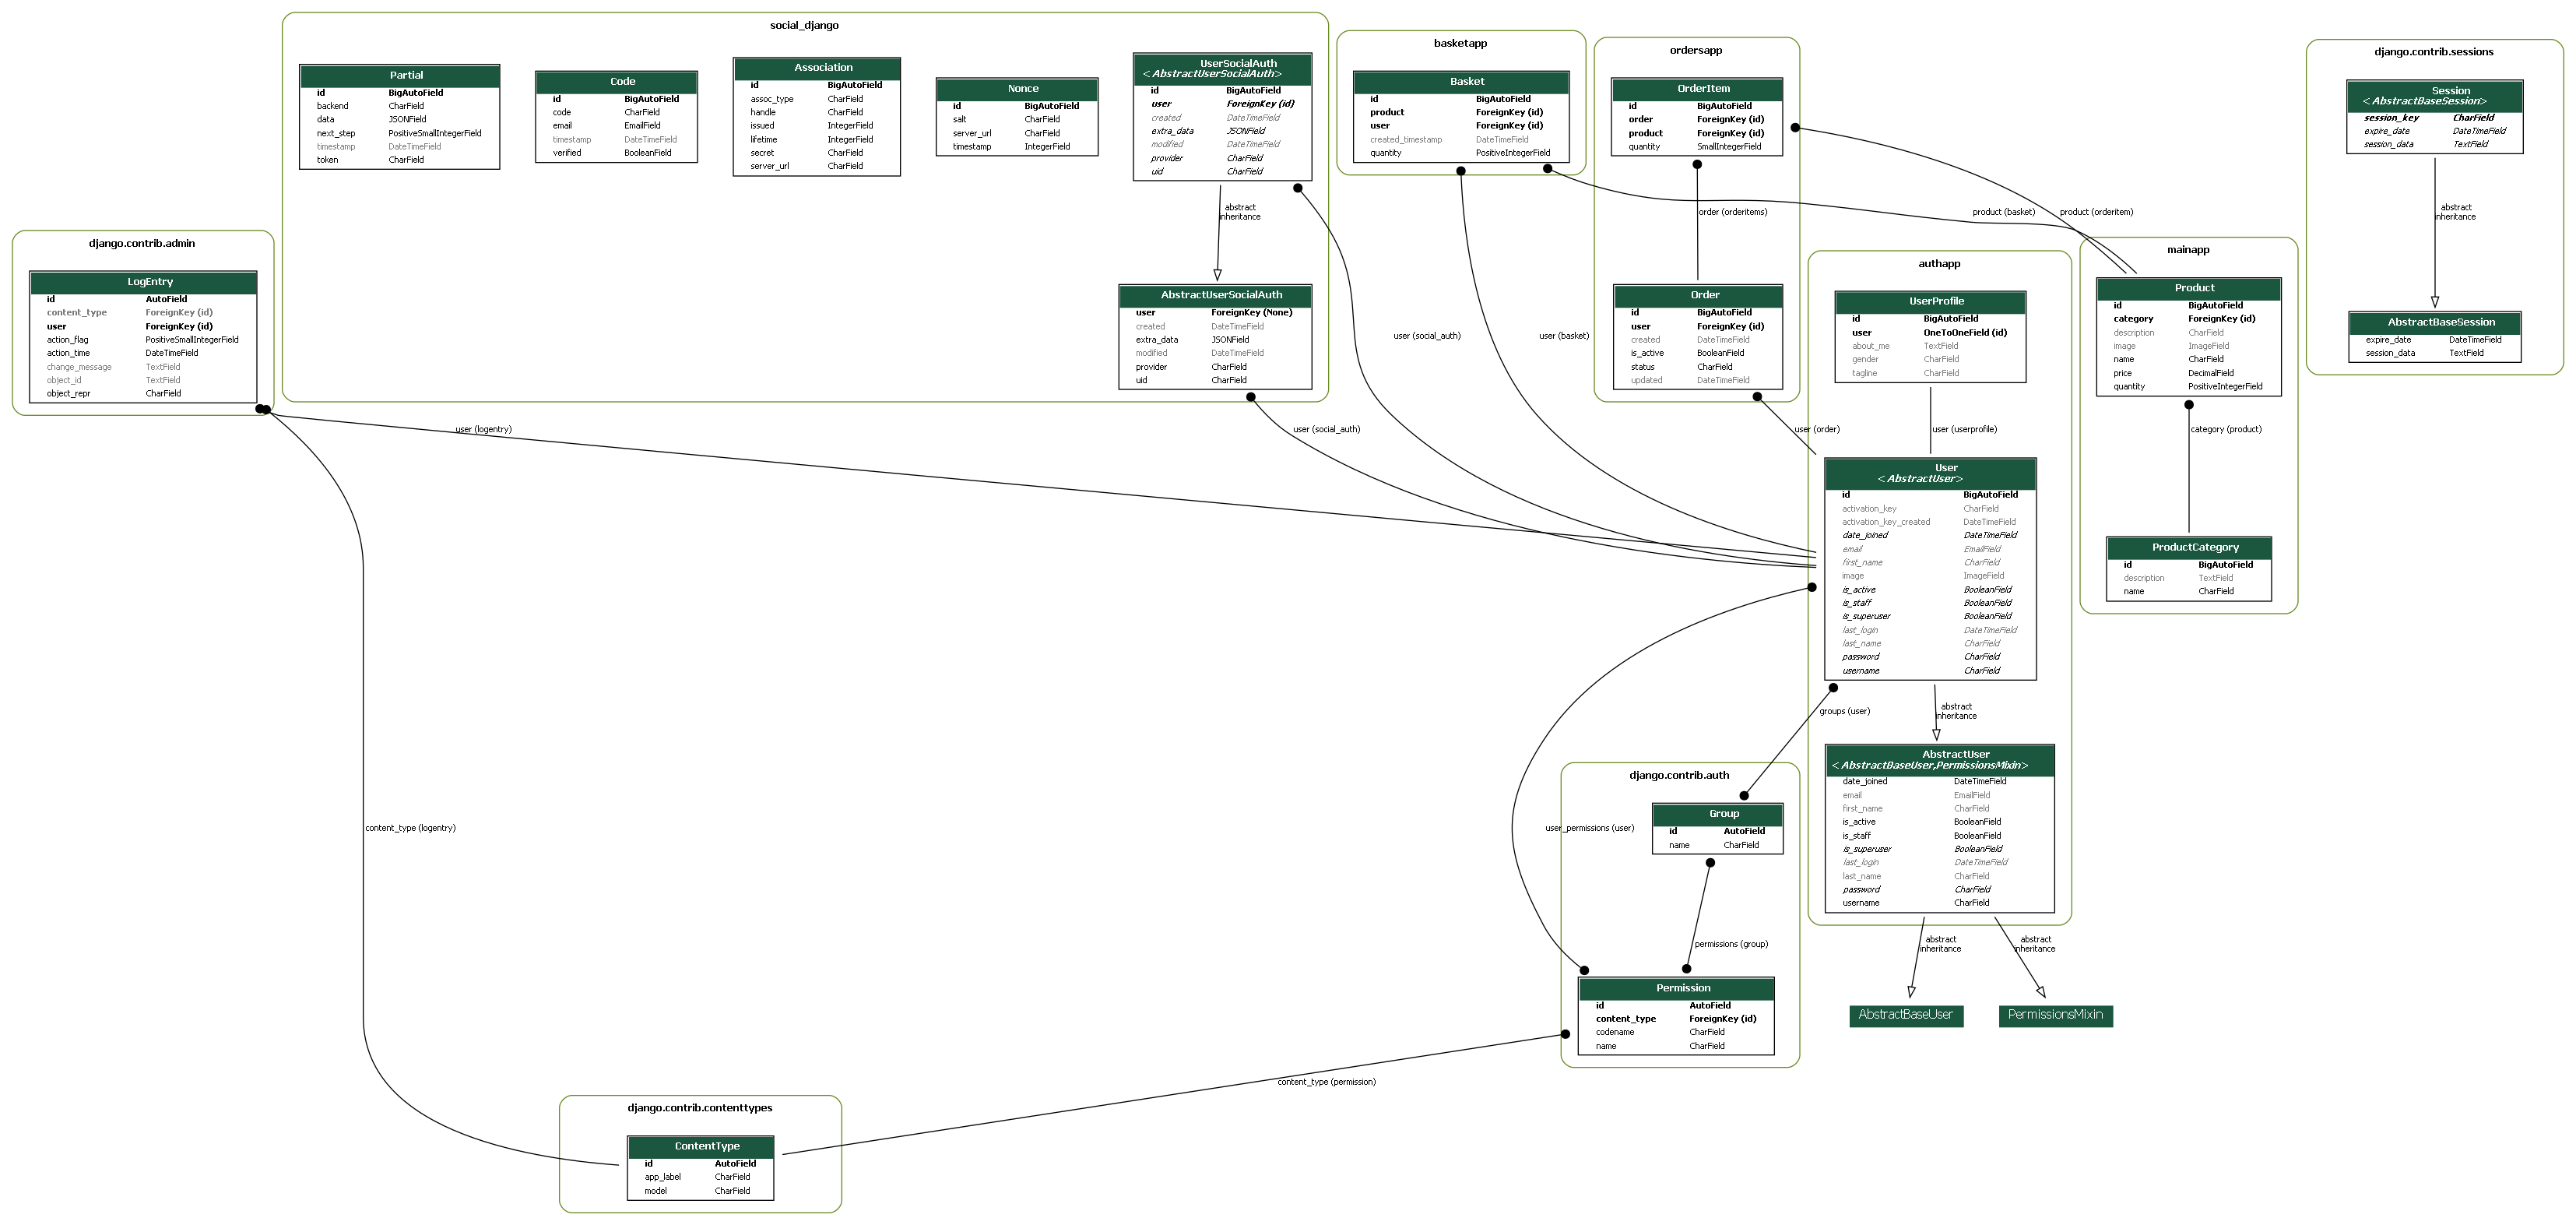 social_django
Partial
id BigAutoField
backend CharField
data JSONField
next_step PositiveSmallIntegerField
timestamp DateTimeField
token CharField
Code
id BigAutoField
code CharField
email EmailField
timestamp DateTimeField
verified BooleanField
Association
id BigAutoField
assoc_type CharField
handle CharField
issued IntegerField
lifetime IntegerField
secret CharField
server_url CharField
Nonce
id BigAutoField
salt CharField
server_url CharField
timestamp IntegerField
UserSocialAuth
<AbstractUserSocialAuth>
id BigAutoField
user ForeignKey (id)
created DateTimeField
extra_data JSONField
modified DateTimeField
provider CharField
uid CharField
abstract
inheritance
AbstractUserSocialAuth
user ForeignKey (None)
created DateTimeField
extra_data JSONField
modified DateTimeField
provider CharField
uid CharField
basketapp
Basket
id BigAutoField
product ForeignKey (id)
user ForeignKey (id)
created_timestamp DateTimeField
quantity PositiveIntegerField
ordersapp
OrderItem
id BigAutoField
order ForeignKey (id)
product ForeignKey (id)
quantity SmallIntegerField
order (orderitems)
Order
id BigAutoField
user ForeignKey (id)
created DateTimeField
is_active BooleanField
status CharField
updated DateTimeField
product (basket)
product (orderitem)
django.contrib.sessions
Session
<AbstractBaseSession>
session_key CharField
expire_date DateTimeField
session_data TextField
abstract
inheritance
AbstractBaseSession
expire_date DateTimeField
session_data TextField
django.contrib.admin
LogEntry
id AutoField
content_type ForeignKey (id)
user ForeignKey (id)
action_flag PositiveSmallIntegerField
action_time DateTimeField
change_message TextField
object_id TextField
object_repr CharField
mainapp
Product
id BigAutoField
category ForeignKey (id)
description CharField
image ImageField
name CharField
price DecimalField
quantity PositiveIntegerField
category (product)
ProductCategory
id BigAutoField
description TextField
name CharField
authapp
UserProfile
id BigAutoField
user OneToOneField (id)
about_me TextField
gender CharField
tagline CharField
user (userprofile)
user (social_auth)
user (basket)
user (logentry)
user (social_auth)
user (order)
User
<AbstractUser>
id BigAutoField
activation_key CharField
activation_key_created DateTimeField
date_joined DateTimeField
email EmailField
first_name CharField
image ImageField
is_active BooleanField
is_staff BooleanField
is_superuser BooleanField
last_login DateTimeField
last_name CharField
password CharField
username CharField
groups (user)
abstract
inheritance
AbstractUser
<AbstractBaseUser,PermissionsMixin>
date_joined DateTimeField
email EmailField
first_name CharField
is_active BooleanField
is_staff BooleanField
is_superuser BooleanField
last_login DateTimeField
last_name CharField
password CharField
username CharField
abstract
inheritance
abstract
inheritance
AbstractBaseUser
PermissionsMixin
django.contrib.auth
Group
id AutoField
name CharField
content_type (logentry)
user_permissions (user)
permissions (group)
Permission
id AutoField
content_type ForeignKey (id)
codename CharField
name CharField
content_type (permission)
django.contrib.contenttypes
ContentType
id AutoField
app_label CharField
model CharField